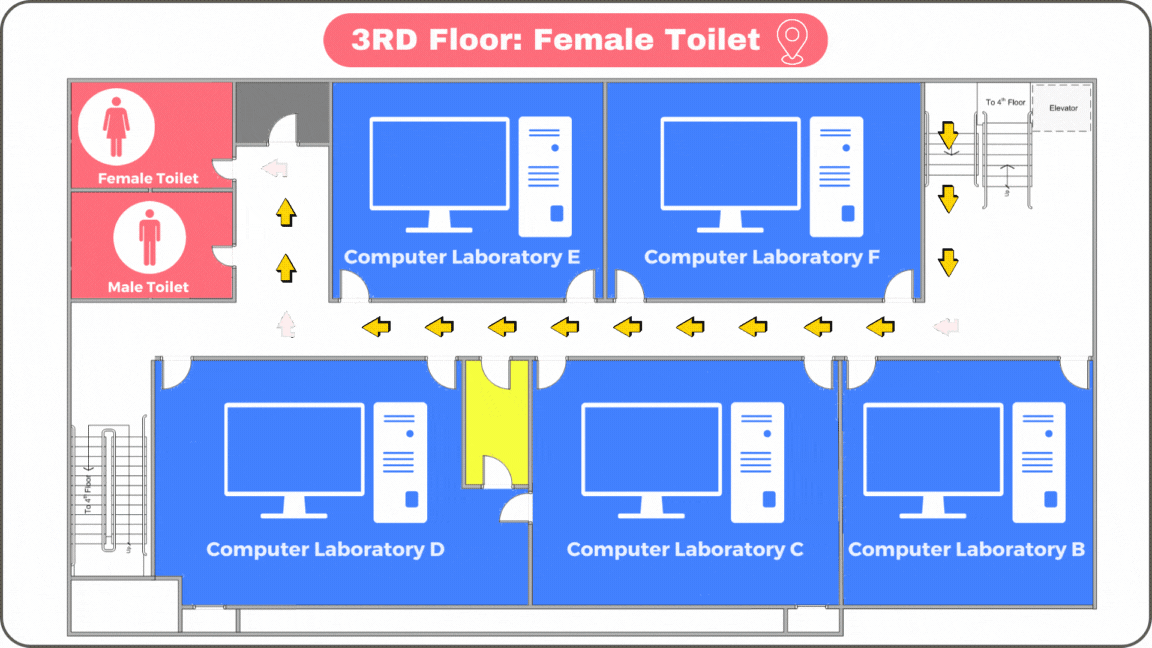 3RD Floor: Female Toilet
To 4th Floor
Elevator
Female Toilet
Up
Computer Laboratory E
Computer Laboratory F
Male Toilet
To 4th Floor
Up
Computer Laboratory D
Computer Laboratory C
Computer Laboratory B